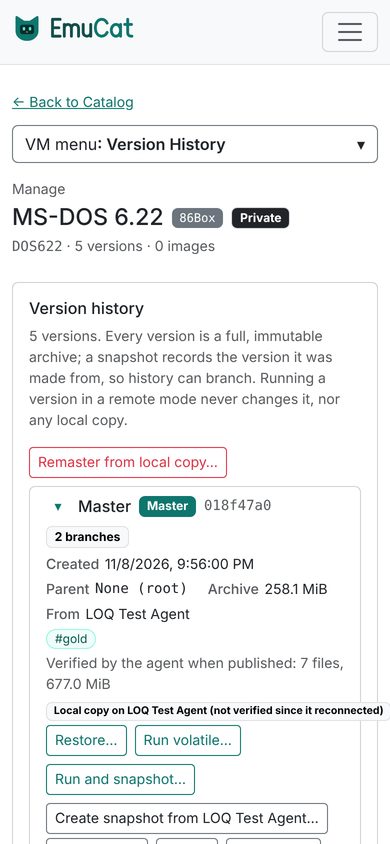 EmuCat
← Back to Catalog
VM menu: Version History ▼
Manage
MS-DOS 6.22 86Box Private
DOS622 · 5 versions · 0 images
Version history
5 versions. Every version is a full, immutable
archive; a snapshot records the version it was
made from, so history can branch. Running a
version in a remote mode never changes it, nor
any local copy.
Remaster from local copy...
▼ Master Master 018f47a0
2 branches
Created 11/8/2026, 9:56:00 PM
Parent None (root) Archive 258.1 MiB
From LOQ Test Agent
#gold
Verified by the agent when published: 7 files,
677.0 MiB
Local copy on LOQ Test Agent (not verified since it reconnected)
Restore... Run volatile...
Run and snapshot...
Create snapshot from LOQ Test Agent...